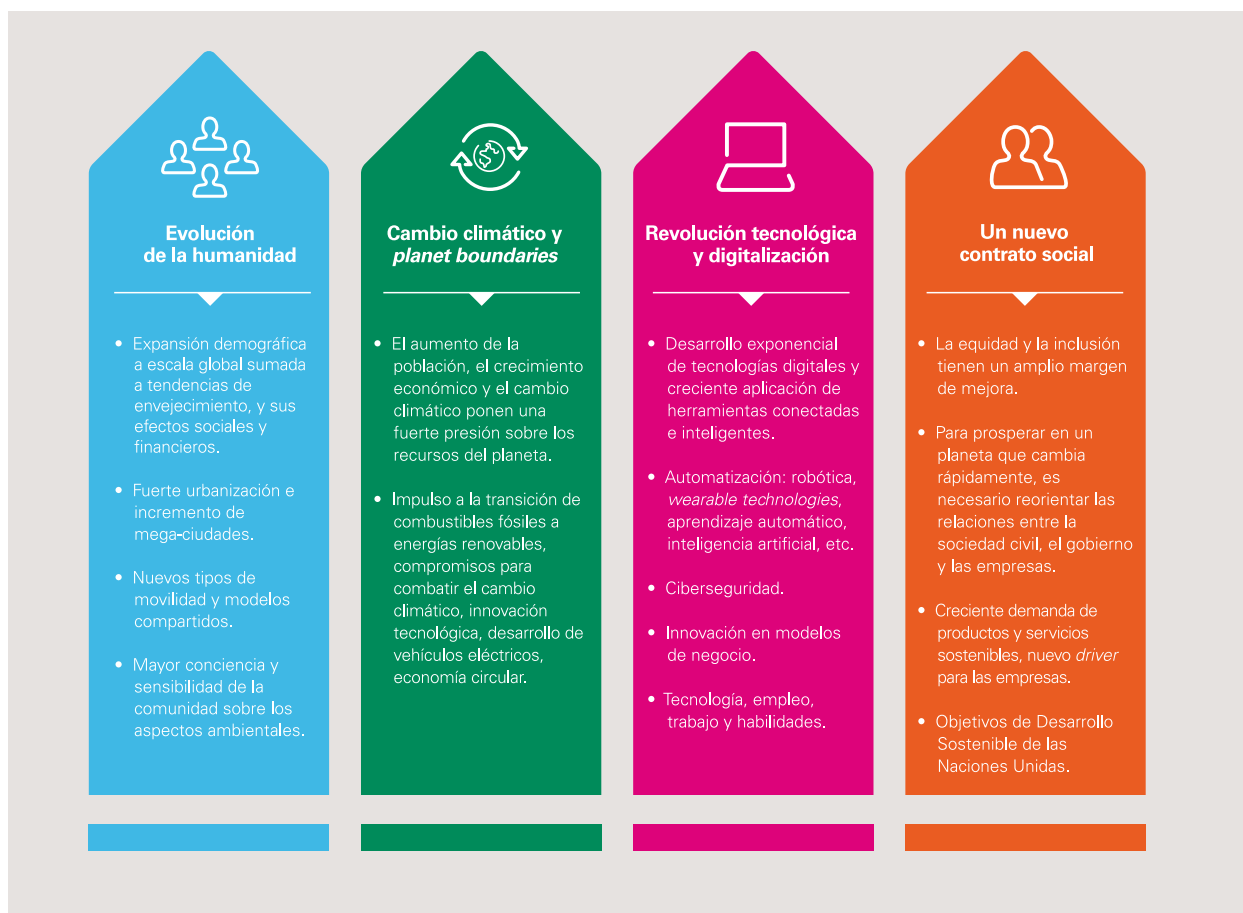 Evolución
de la humanidad
• Expansión demográfica
a escala global sumada
a tendencias de
envejecimiento, y sus
efectos sociales y
financieros.
• Fuerte urbanización e
incremento de
mega-ciudades.
• Nuevos tipos de
movilidad y modelos
compartidos.
• Mayor conciencia y
sensibilidad de la
comunidad sobre los
aspectos ambientales.
Cambio climático y
planet boundaries
• El aumento de la
población, el crecimiento
económico y el cambio
climático ponen una
fuerte presión sobre los
recursos del planeta.
• Impulso a la transición de
combustibles fósiles a
energías renovables,
compromisos para
combatir el cambio
climático, innovación
tecnológica, desarrollo de
vehículos eléctricos,
economía circular.
Revolución tecnológica
y digitalización
• Desarrollo exponencial
de tecnologías digitales y
creciente aplicación de
herramientas conectadas
e inteligentes.
• Automatización: robótica,
wearable technologies,
aprendizaje automático,
inteligencia artificial, etc.
• Ciberseguridad.
• Innovación en modelos
de negocio.
• Tecnología, empleo,
trabajo y habilidades.
Un nuevo
contrato social
• La equidad y la inclusión
tienen un amplio margen
de mejora.
• Para prosperar en un
planeta que cambia
rápidamente, es
necesario reorientar las
relaciones entre la
sociedad civil, el gobierno
y las empresas.
• Creciente demanda de
productos y servicios
sostenibles, nuevo driver
para las empresas.
• Objetivos de Desarrollo
Sostenible de las
Naciones Unidas.